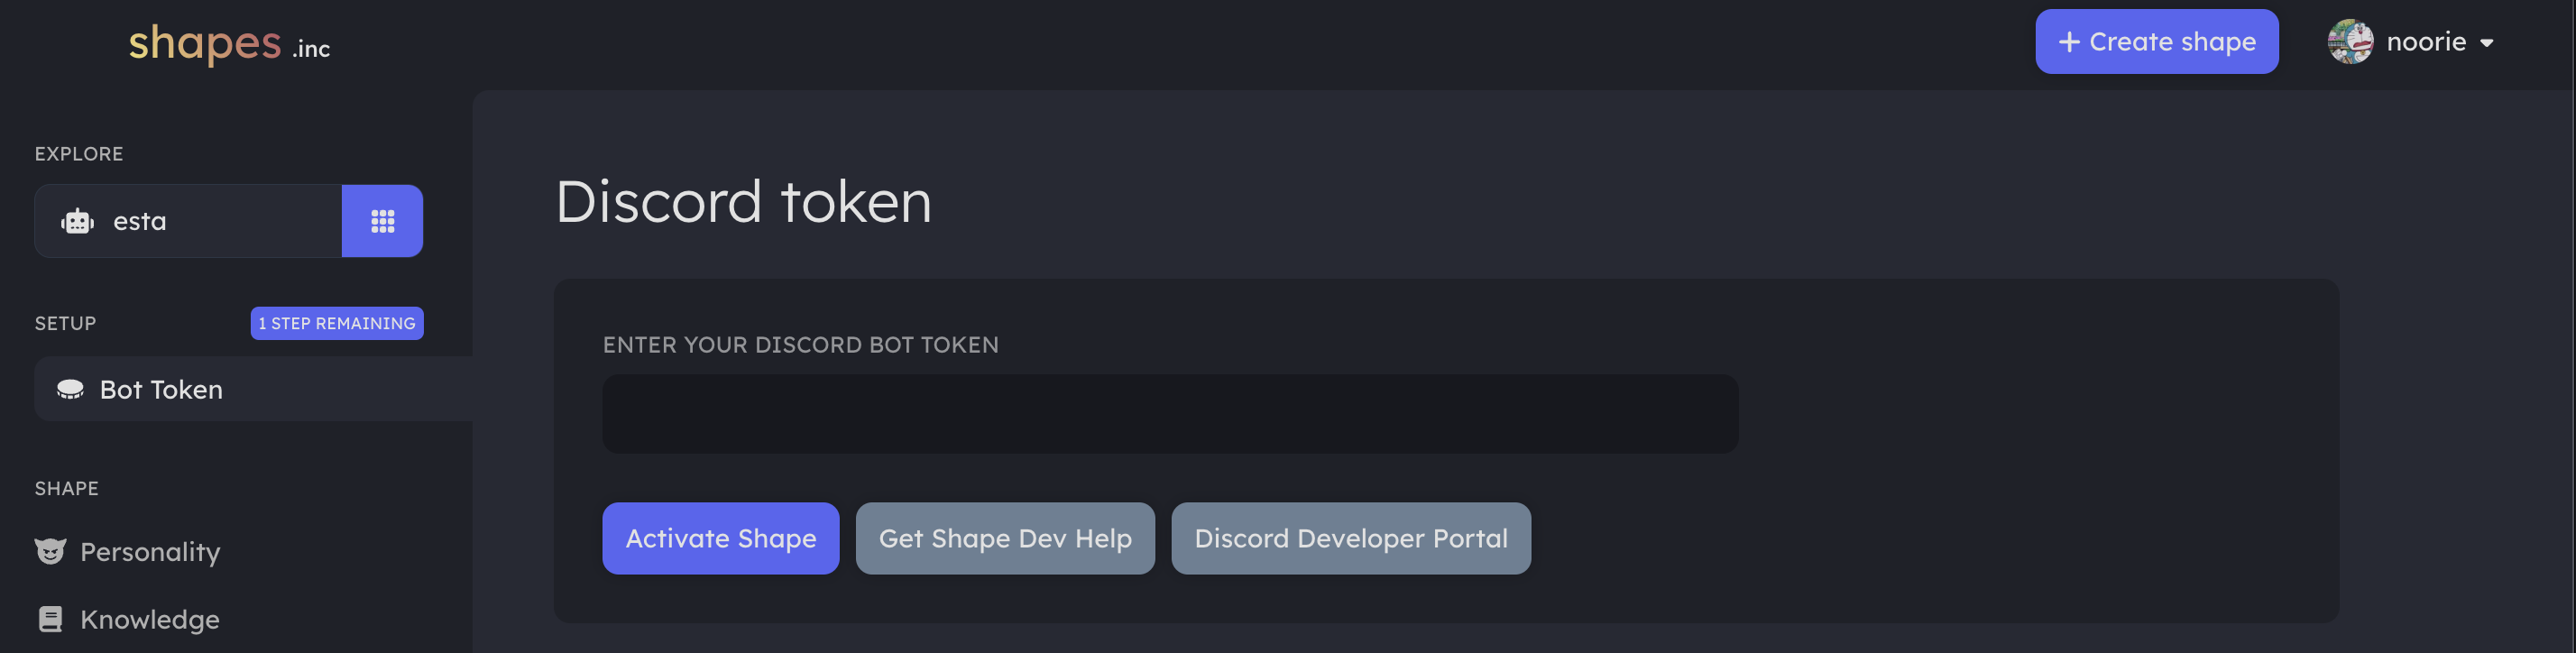 shapes .inc
+ Create shape
noorie
EXPLORE
esta
SETUP
1 STEP REMAINING
Bot Token
SHAPE
Personality
Knowledge
Discord token
ENTER YOUR DISCORD BOT TOKEN
Activate Shape
Get Shape Dev Help
Discord Developer Portal